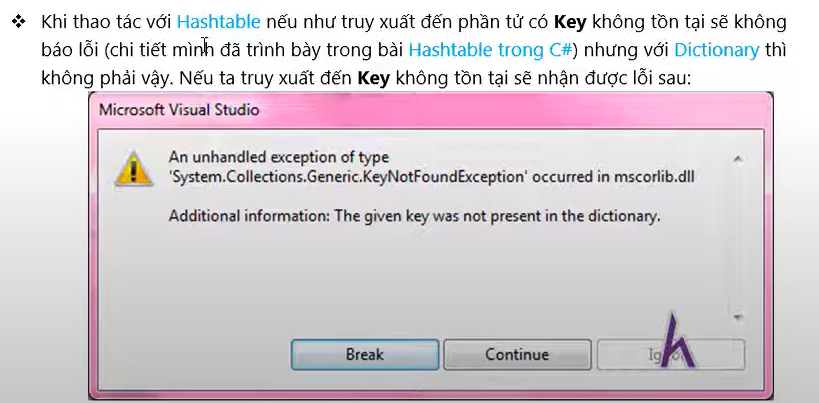 ❖ Khi thao tác với Hashtable nếu như truy xuất đến phần tử có Key không tồn tại sẽ không
báo lỗi (chi tiết mình đã trình bày trong bài Hashtable trong C#) nhưng với Dictionary thì
không phải vậy. Nếu ta truy xuất đến Key không tồn tại sẽ nhận được lỗi sau:
Microsoft Visual Studio
An unhandled exception of type
'System.Collections.Generic.KeyNotFoundException' occurred in mscorlib.dll
Additional information: The given key was not present in the dictionary.
Break Continue